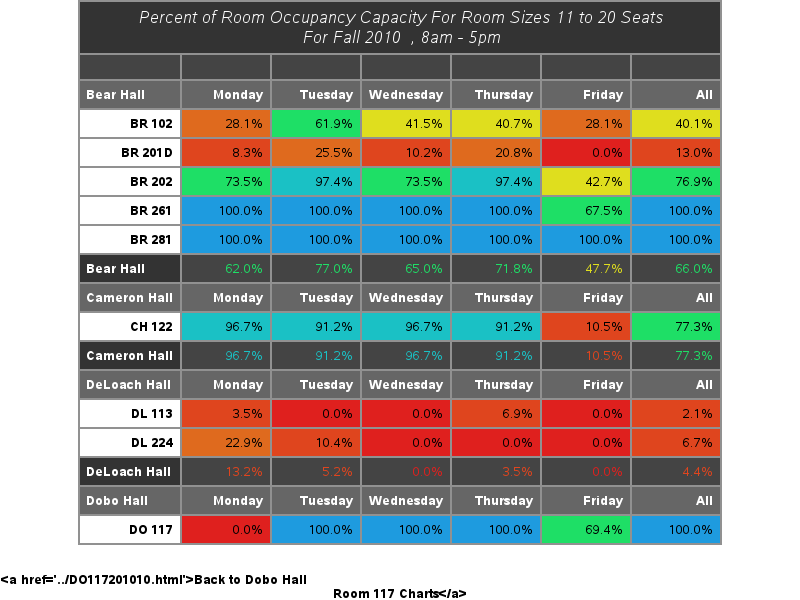 Percent of Room Occupancy Capacity For Room Sizes 11 to 20 Seats
For Fall 2010 , 8am - 5pm
Bear Hall Monday Tuesday Wednesday Thursday Friday All
BR 102 28.1% 61.9% 41.5% 40.7% 28.1% 40.1%
BR 201D 8.3% 25.5% 10.2% 20.8% 0.0% 13.0%
BR 202 73.5% 97.4% 73.5% 97.4% 42.7% 76.9%
BR 261 100.0% 100.0% 100.0% 100.0% 67.5% 100.0%
BR 281 100.0% 100.0% 100.0% 100.0% 100.0% 100.0%
Bear Hall 62.0% 77.0% 65.0% 71.8% 47.7% 66.0%
Cameron Hall Monday Tuesday Wednesday Thursday Friday All
CH 122 96.7% 91.2% 96.7% 91.2% 10.5% 77.3%
Cameron Hall 96.7% 91.2% 96.7% 91.2% 10.5% 77.3%
DeLoach Hall Monday Tuesday Wednesday Thursday Friday All
DL 113 3.5% 0.0% 0.0% 6.9% 0.0% 2.1%
DL 224 22.9% 10.4% 0.0% 0.0% 0.0% 6.7%
DeLoach Hall 13.2% 5.2% 0.0% 3.5% 0.0% 4.4%
Dobo Hall Monday Tuesday Wednesday Thursday Friday All
DO 117 0.0% 100.0% 100.0% 100.0% 69.4% 100.0%
<a href='../DO117201010.html'>Back to Dobo Hall
Room 117 Charts</a>